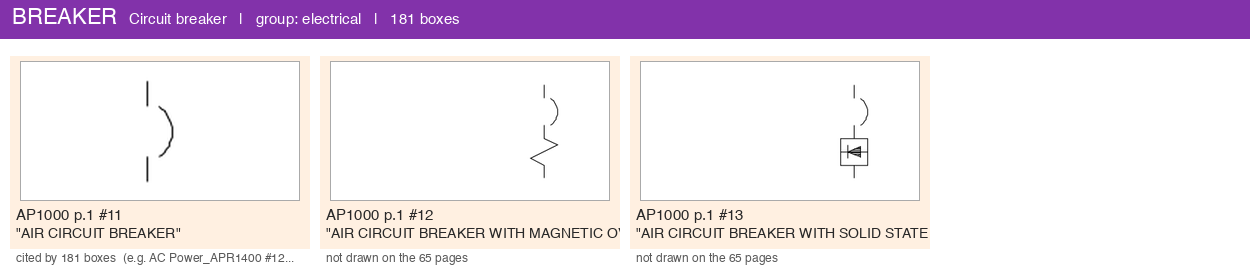 BREAKER Circuit breaker | group: electrical | 181 boxes
AP1000 p.1 #11
"AIR CIRCUIT BREAKER"
cited by 181 boxes (e.g. AC Power_APR1400 #12...
AP1000 p.1 #12
"AIR CIRCUIT BREAKER WITH MAGNETIC O
not drawn on the 65 pages
AP1000 p.1 #13
"AIR CIRCUIT BREAKER WITH SOLID STATE
not drawn on the 65 pages